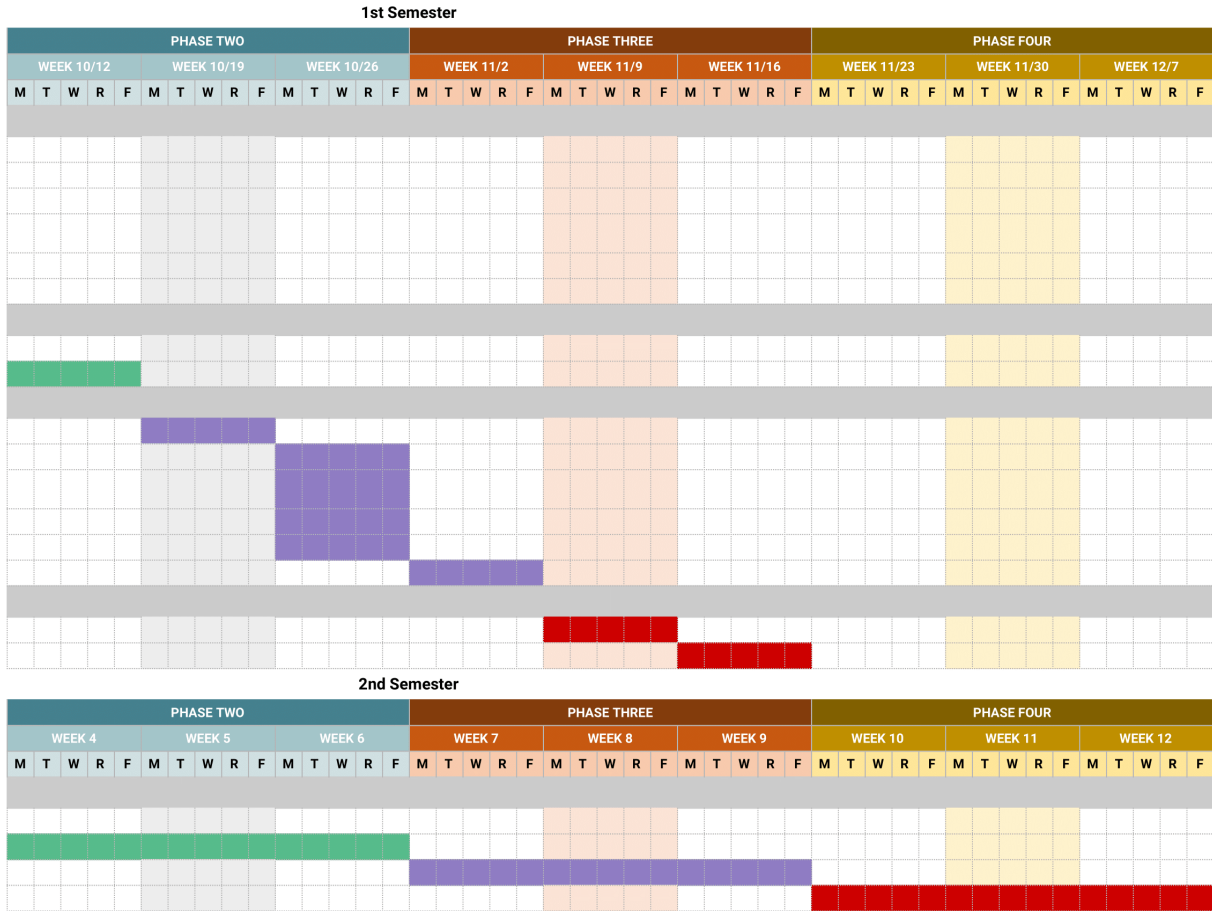 1st Semester
PHASE TWO PHASE THREE PHASE FOUR
WEEK 10/12 WEEK 10/19 WEEK 10/26 WEEK 11/2 WEEK 11/9 WEEK 11/16 WEEK 11/23 WEEK 11/30 WEEK 12/7
M T W R F M T W R F M T W R F M T W R F M T W R F M T W R F M T W R F M T W R F M T W R F
2nd Semester
PHASE TWO PHASE THREE PHASE FOUR
WEEK 4 WEEK 5 WEEK 6 WEEK 7 WEEK 8 WEEK 9 WEEK 10 WEEK 11 WEEK 12
M T W R F M T W R F M T W R F M T W R F M T W R F M T W R F M T W R F M T W R F M T W R F